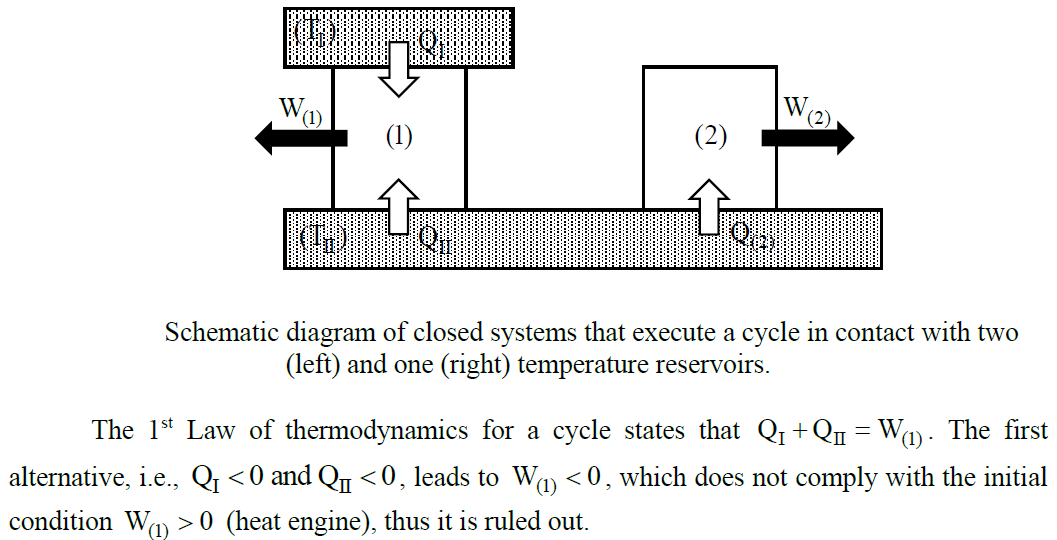 (T_I) Q_I
W_(1) (1) (2) W_(2)
(T_II) Q_II Q_(2)
Schematic diagram of closed systems that execute a cycle in contact with two
(left) and one (right) temperature reservoirs.
The 1^st Law of thermodynamics for a cycle states that Q_I + Q_II = W_(1). The first
alternative, i.e., Q_I < 0 and Q_II < 0, leads to W_(1) < 0, which does not comply with the initial
condition W_(1) > 0 (heat engine), thus it is ruled out.